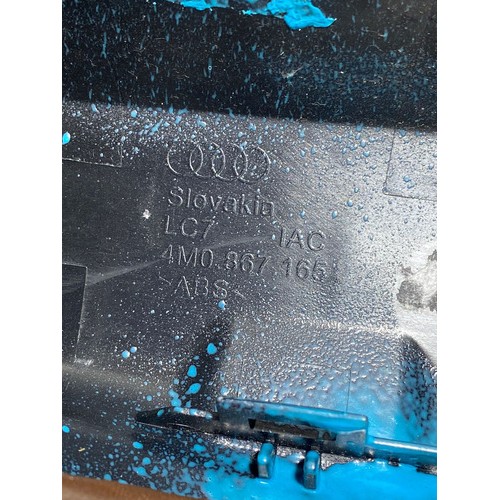 Slovakia
LC7 IAC
4M0.867.165
>ABS<